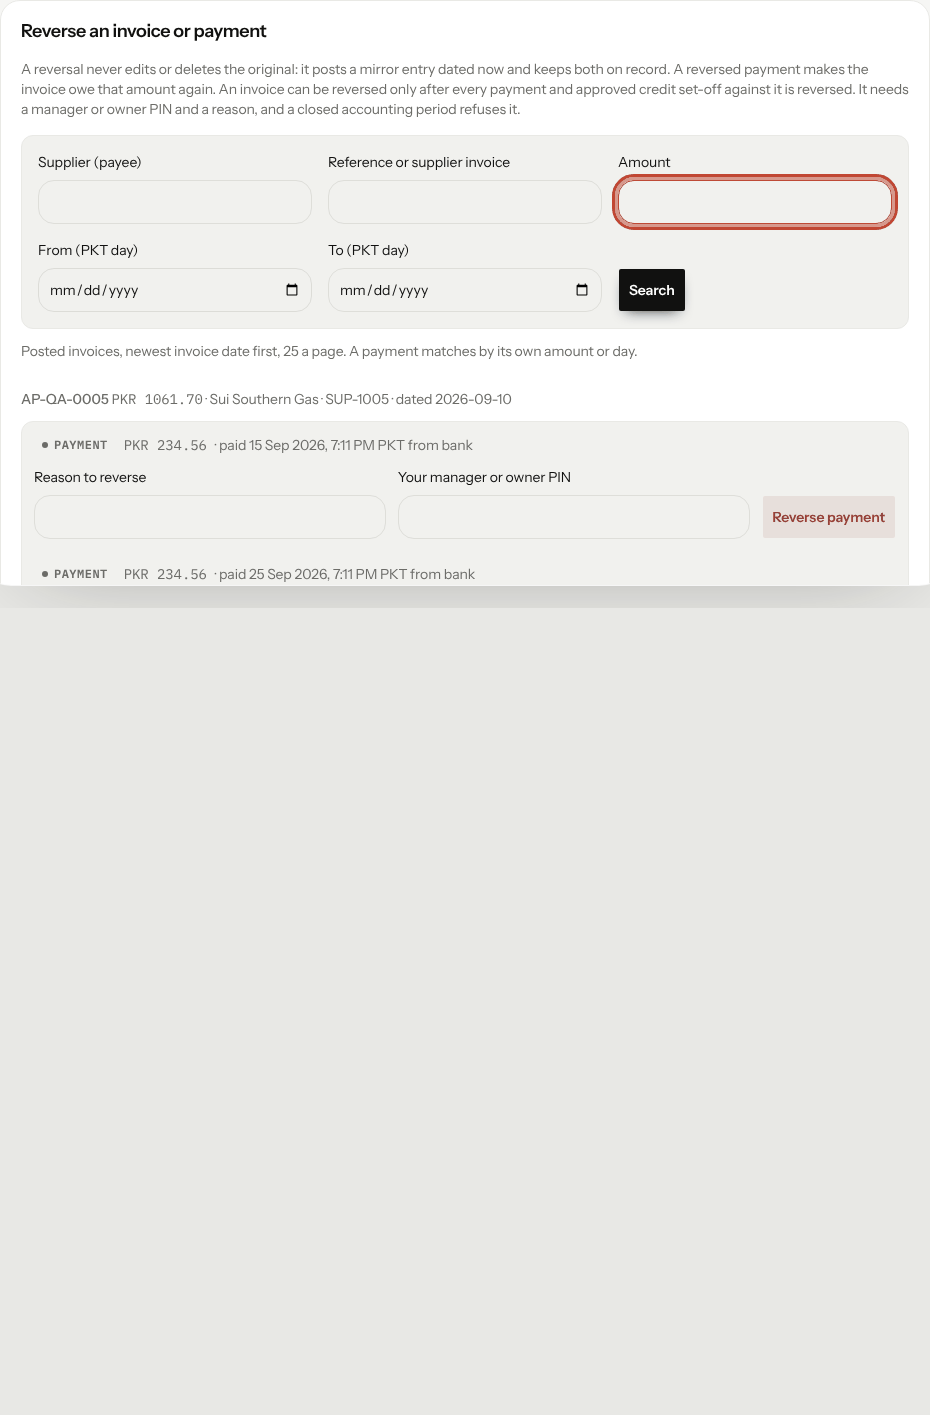 Reverse an invoice or payment
A reversal never edits or deletes the original: it posts a mirror entry dated now and keeps both on record. A reversed payment makes the
invoice owe that amount again. An invoice can be reversed only after every payment and approved credit set-off against it is reversed. It needs
a manager or owner PIN and a reason, and a closed accounting period refuses it.
Supplier (payee)
Reference or supplier invoice
Amount
From (PKT day)
To (PKT day)
mm/dd/yyyy
mm/dd/yyyy
Search
Posted invoices, newest invoice date first, 25 a page. A payment matches by its own amount or day.
AP-QA-0005 PKR 1061.70 · Sui Southern Gas · SUP-1005 · dated 2026-09-10
PAYMENT PKR 234.56 · paid 15 Sep 2026, 7:11 PM PKT from bank
Reason to reverse
Your manager or owner PIN
Reverse payment
PAYMENT PKR 234.56 · paid 25 Sep 2026, 7:11 PM PKT from bank